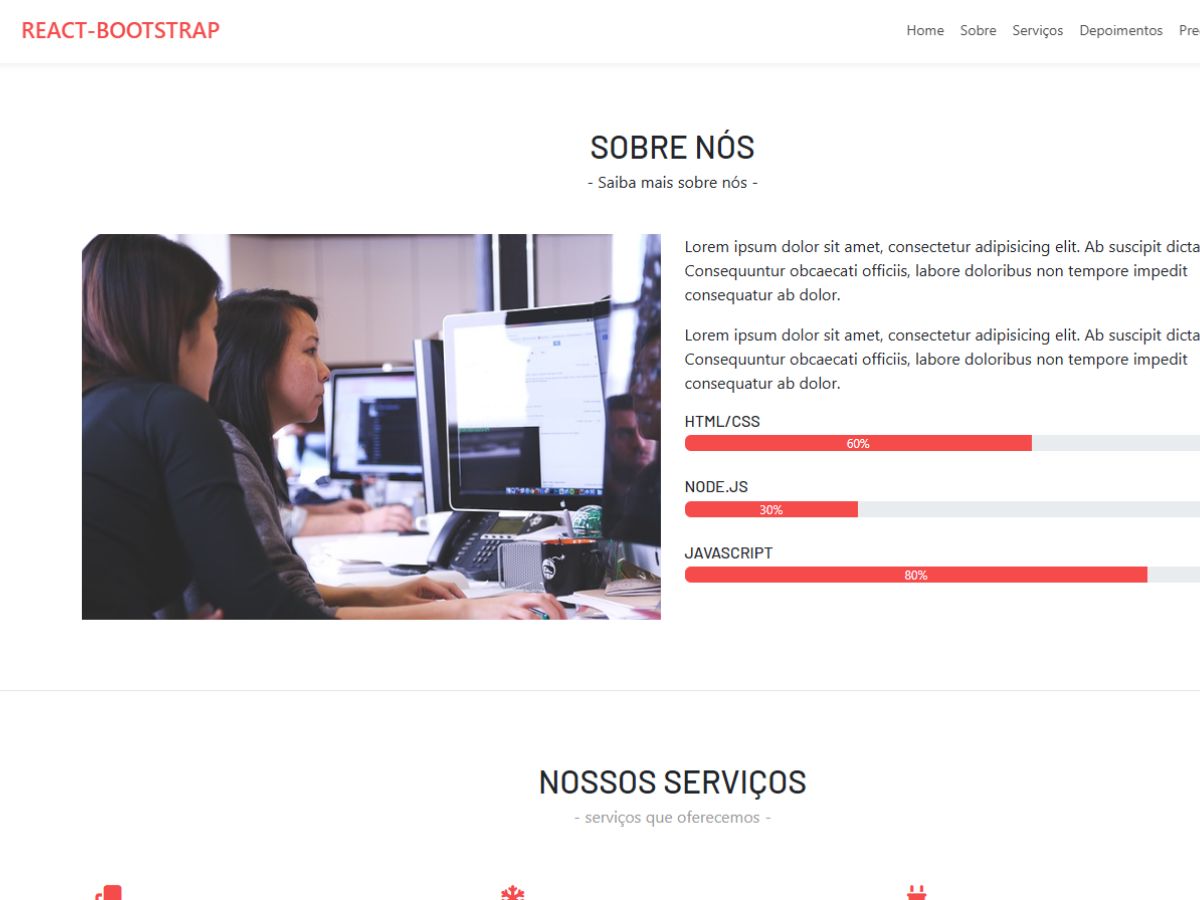 REACT-BOOTSTRAP
Home Sobre Serviços Depoimentos
SOBRE NÓS
- Saiba mais sobre nós -
Lorem ipsum dolor sit amet, consectetur adipisicing elit. Ab suscipit dicta
Consequuntur obcaecati officiis, labore doloribus non tempore impedit
consequatur ab dolor.
Lorem ipsum dolor sit amet, consectetur adipisicing elit. Ab suscipit dicta
Consequuntur obcaecati officiis, labore doloribus non tempore impedit
consequatur ab dolor.
HTML/CSS
60%
NODE.JS
30%
JAVASCRIPT
80%
NOSSOS SERVIÇOS
- serviços que oferecemos -